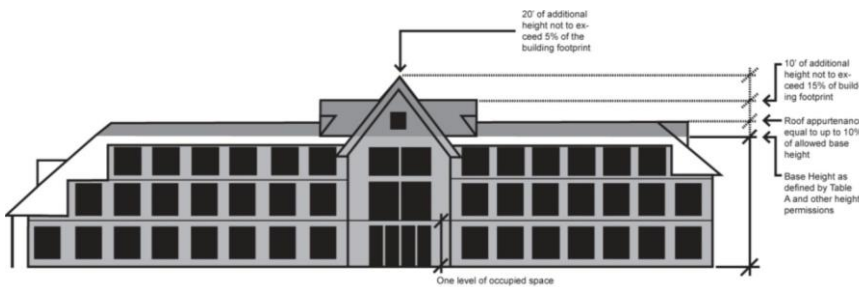 20' of additional
height not to ex-
ceed 5% of the
building footprint
10' of additional
height not to ex-
ceed 15% of build-
ing footprint
Roof appurtenance
equal to up to 10%
of allowed base
height
Base Height as
defined by Table
A and other height
permissions
One level of occupied space